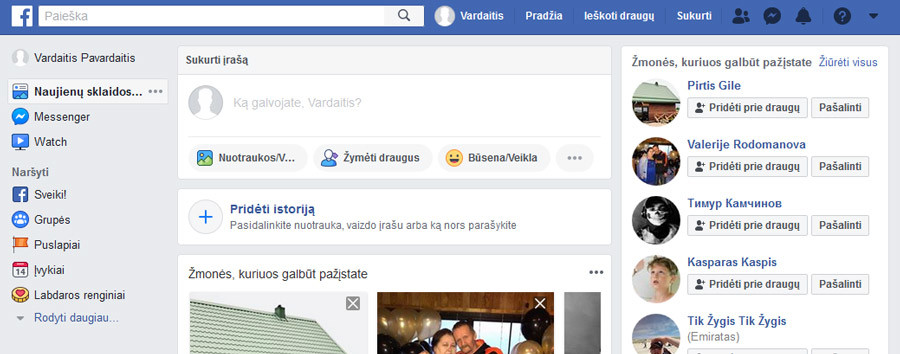 Paieška
Vardaitis Pradžia Ieškoti draugų Sukurti
Vardaitis Pavardaitis
Naujienų sklaidos...
Messenger
Watch
Naršyti
Sveiki!
Grupės
Puslapiai
14
Įvykiai
Labdaros renginiai
Rodyti daugiau...
Sukurti įrašą
Ką galvojate, Vardaitis?
Nuotraukos/V... Žymėti draugus Būsena/Veikla
Pridėti istoriją
Pasidalinkite nuotrauka, vaizdo įrašu arba ką nors parašykite
Žmonės, kuriuos galbūt pažįstate
Žmonės, kuriuos galbūt pažįstate Žiūrėti visus
Pirtis Gile
Pridėti prie draugų Pašalinti
Valerije Rodomanova
Pridėti prie draugų Pašalinti
Тимур Камчинов
Pridėti prie draugų Pašalinti
Kasparas Kaspis
Pridėti prie draugų Pašalinti
Tik Žygis Tik Žygis
(Emiratas)